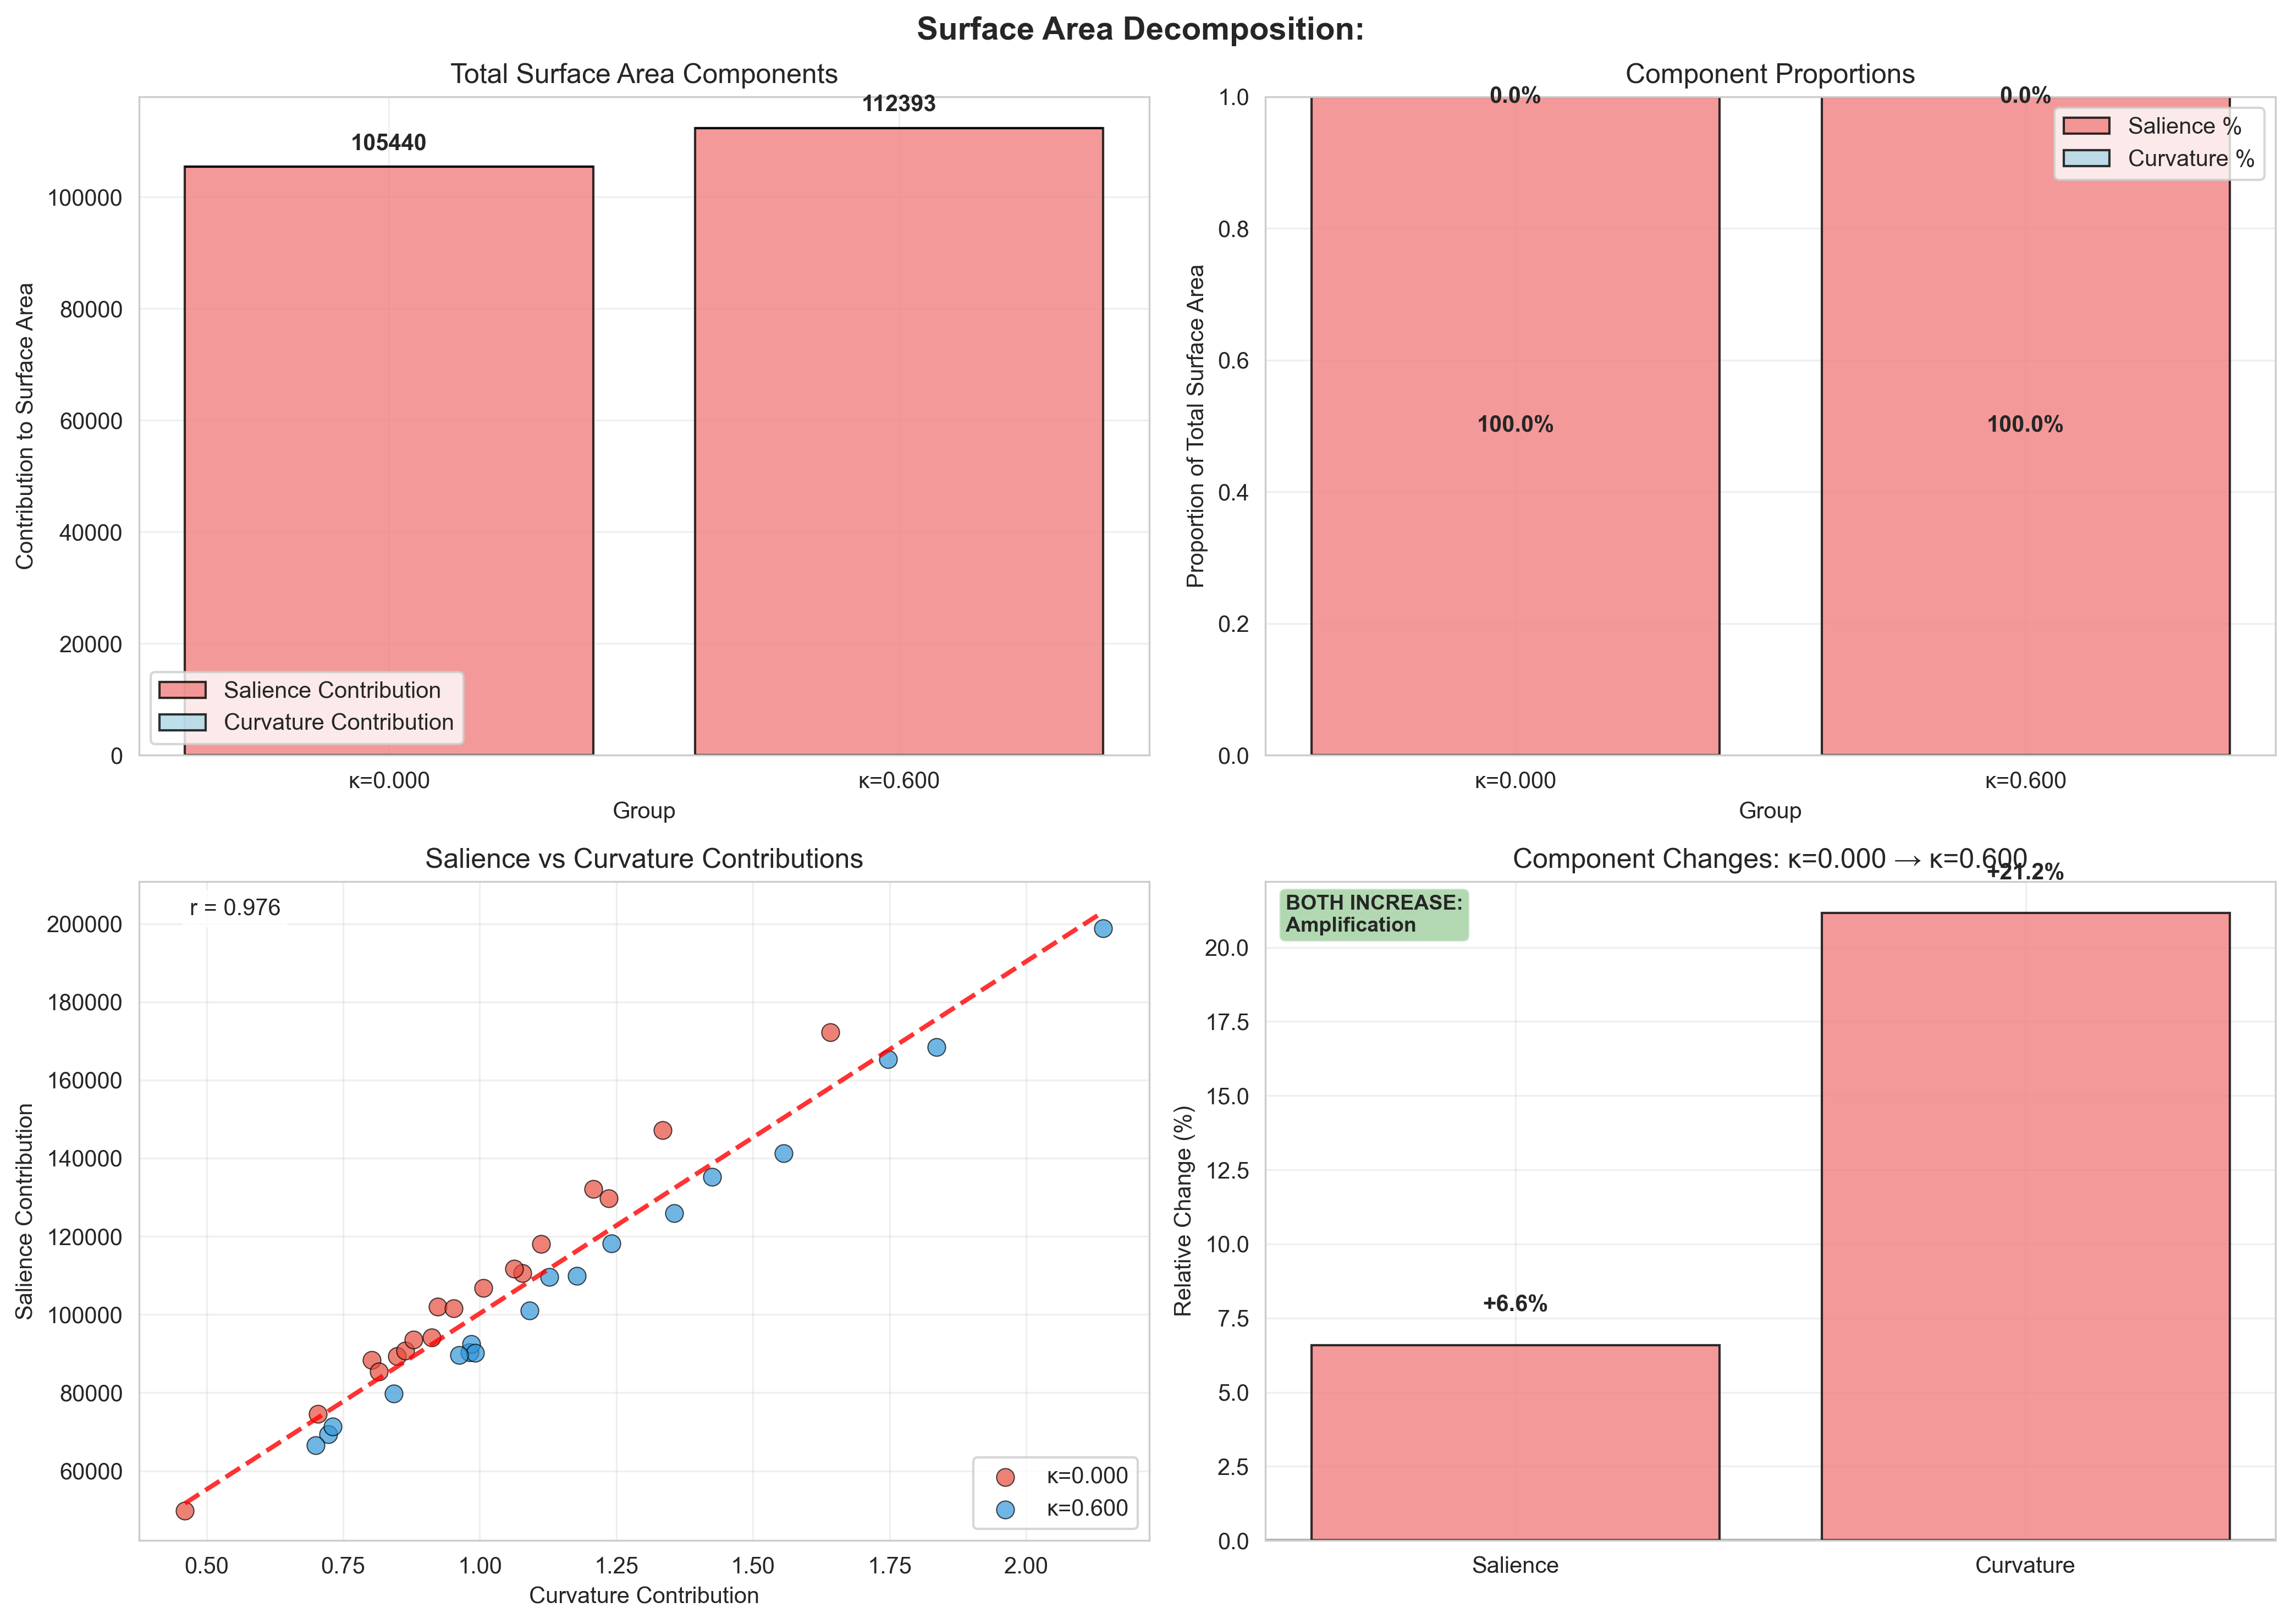 Surface Area Decomposition:
Total Surface Area Components
105440
112393
100000
80000
60000
40000
20000
0
Contribution to Surface Area
Salience Contribution
Curvature Contribution
κ=0.000
κ=0.600
Group
Component Proportions
0.0%
0.0%
Salience %
Curvature %
100.0%
100.0%
1.0
0.8
0.6
0.4
0.2
0.0
Proportion of Total Surface Area
κ=0.000
κ=0.600
Group
Salience vs Curvature Contributions
r = 0.976
200000
180000
160000
140000
120000
100000
80000
60000
Salience Contribution
κ=0.000
κ=0.600
0.50
0.75
1.00
1.25
1.50
1.75
2.00
Curvature Contribution
Component Changes: κ=0.000 → κ=0.600
+21.2%
BOTH INCREASE:
Amplification
+6.6%
20.0
17.5
15.0
12.5
10.0
7.5
5.0
2.5
0.0
Relative Change (%)
Salience
Curvature